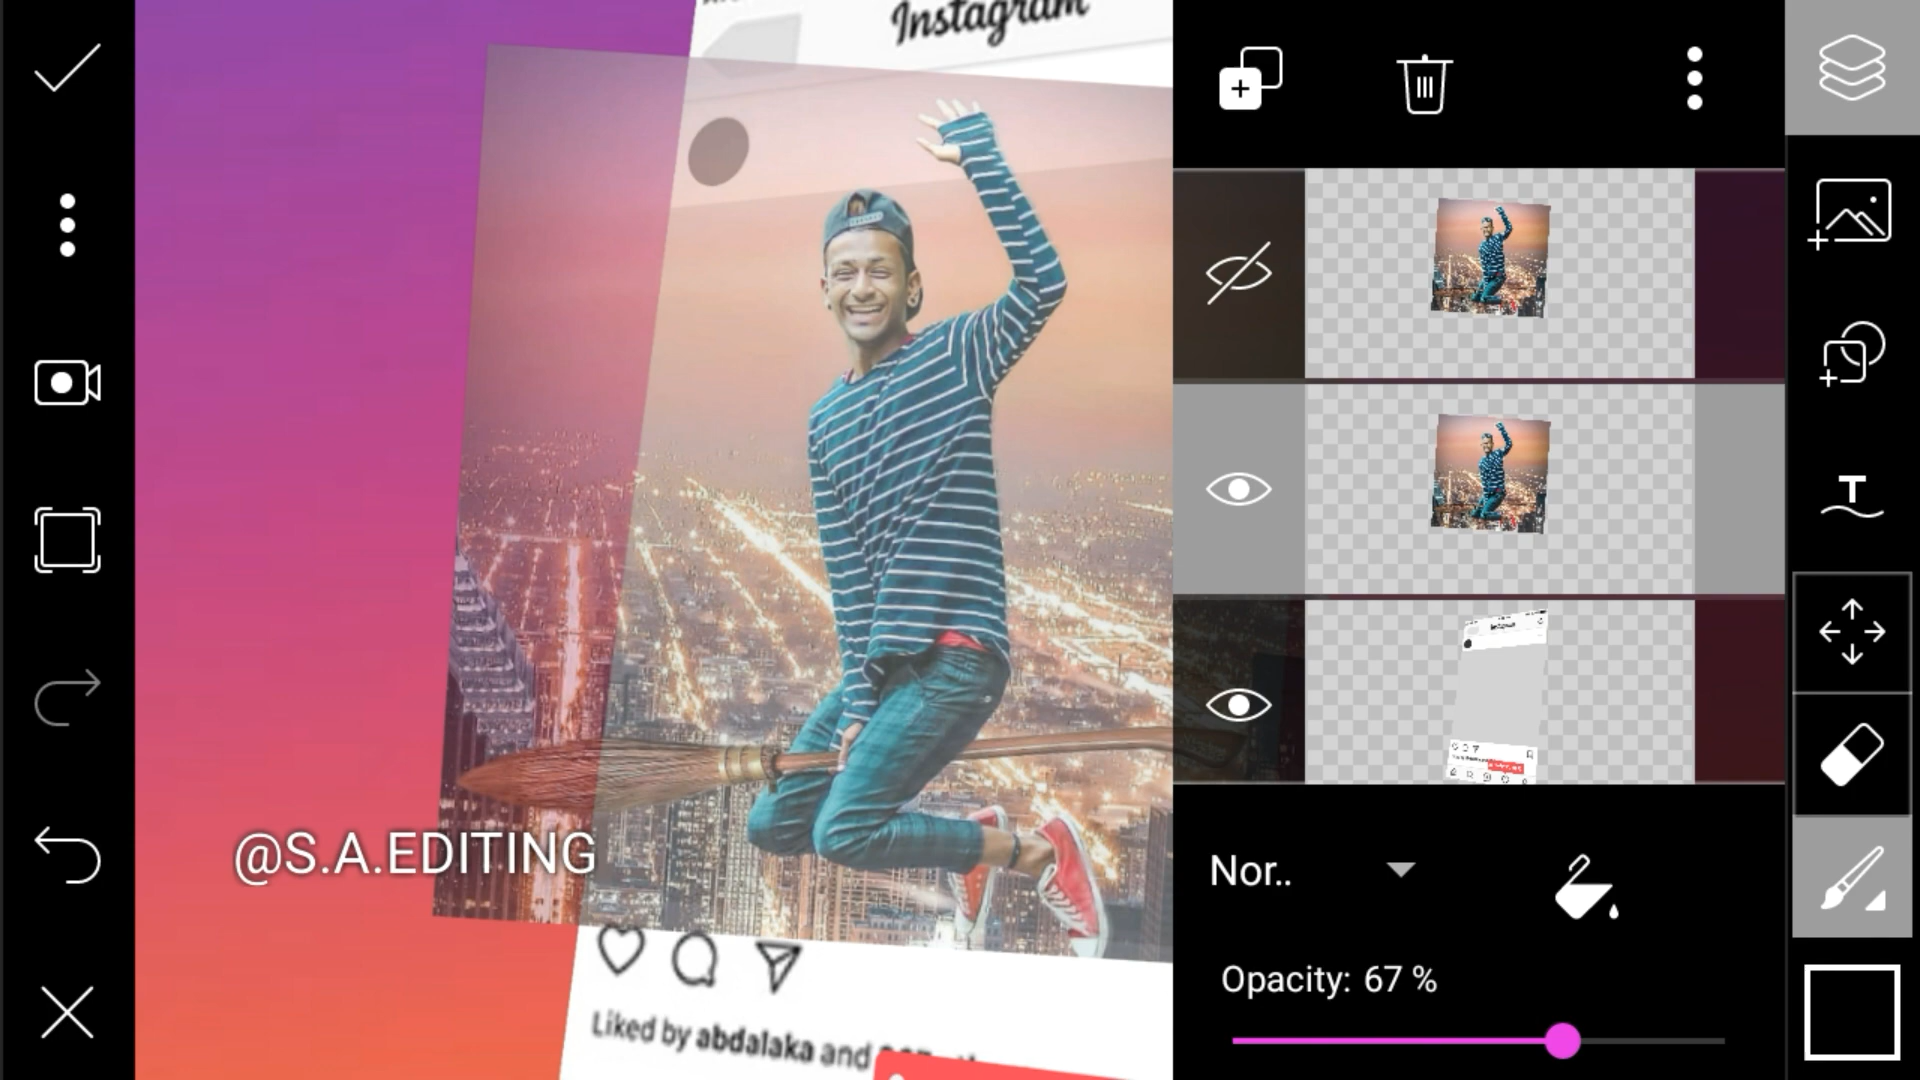 Instagram
@S.A.EDITING
Liked by abdalaka and
Nor..
Opacity: 67 %
T